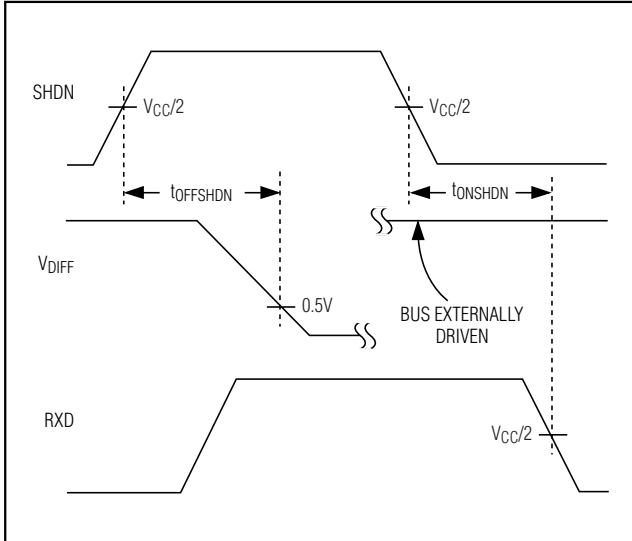 SHDN
VCC/2
VCC/2
tOFFSHDN
tONSHDN
VDIFF
0.5V
BUS EXTERNALLY
DRIVEN
RXD
VCC/2